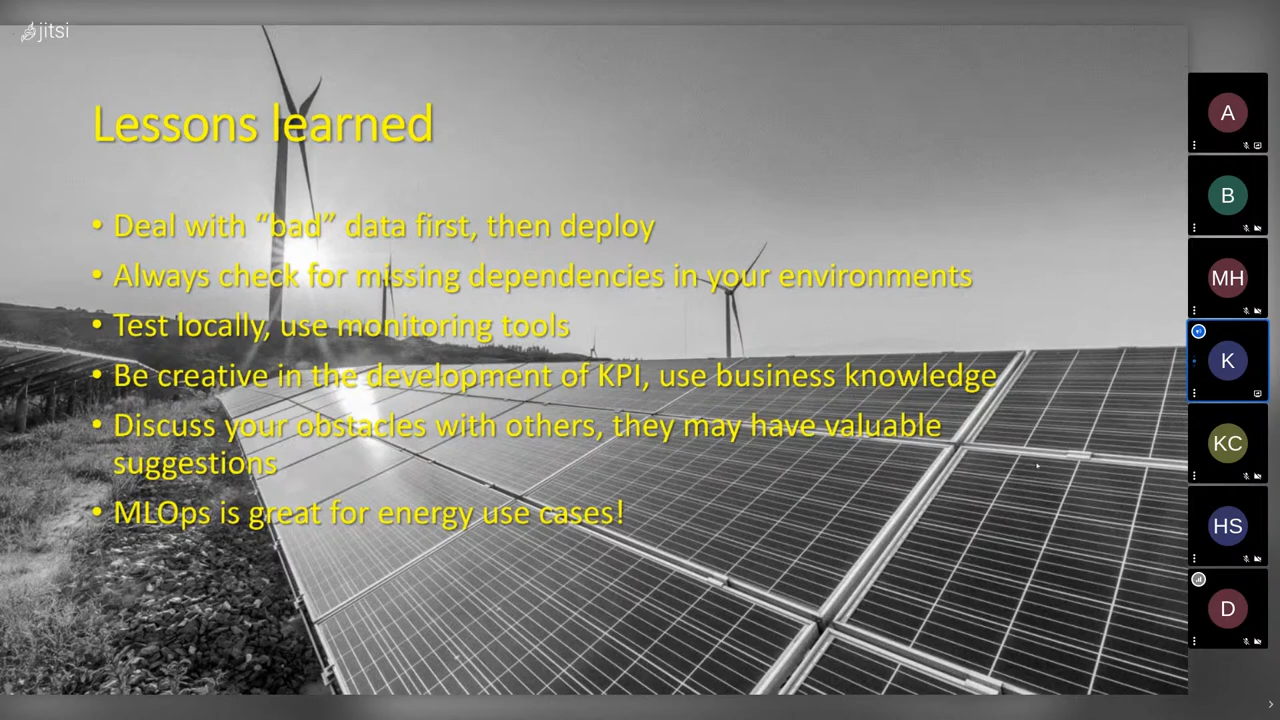 jitsi
Lessons learned
• Deal with “bad” data first, then deploy
• Always check for missing dependencies in your environments
• Test locally, use monitoring tools
• Be creative in the development of KPI, use business knowledge
• Discuss your obstacles with others, they may have valuable
suggestions
• MLOps is great for energy use cases!
A
B
MH
K
KC
HS
D